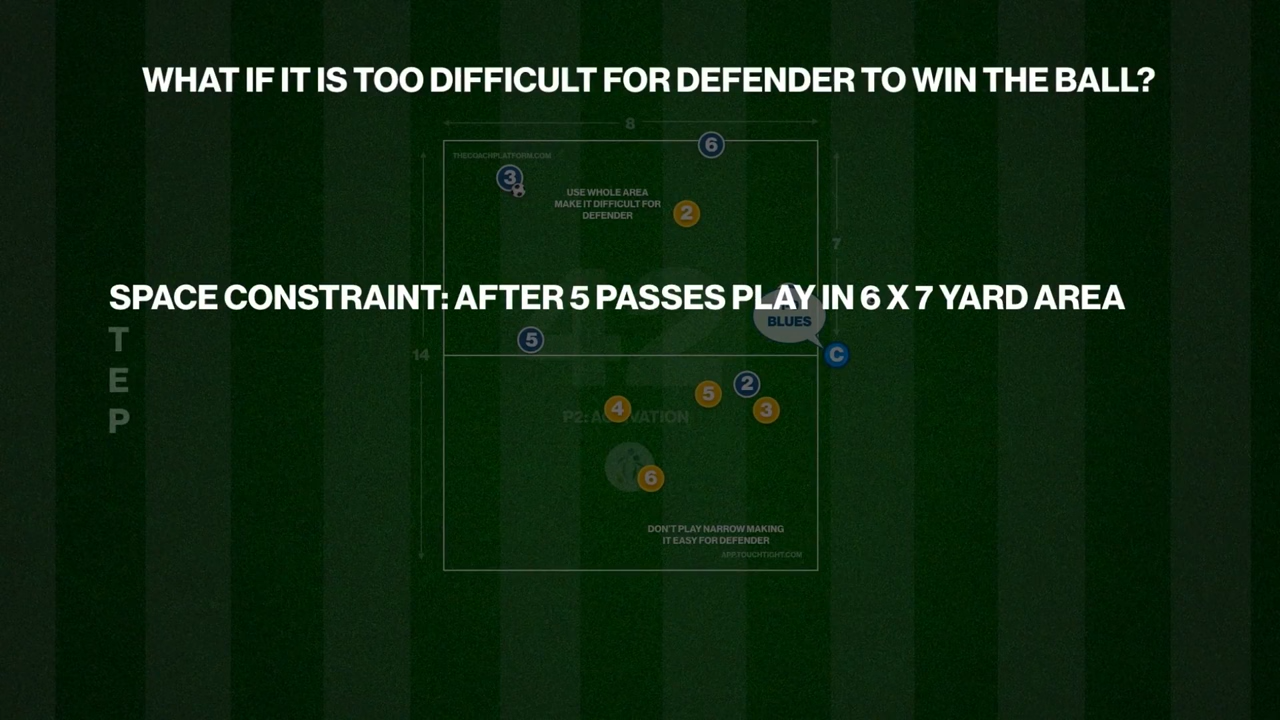 WHAT IF IT IS TOO DIFFICULT FOR DEFENDER TO WIN THE BALL?
8
6
THECOACHPLATFORM.COM
3
USE WHOLE AREA
MAKE IT DIFFICULT FOR
DEFENDER
2
7
SPACE CONSTRAINT: AFTER 5 PASSES PLAY IN 6 X 7 YARD AREA
BLUES
T
E
P
5
14
C
2
5
4
3
P2: ACTIVATION
6
DON'T PLAY NARROW MAKING
IT EASY FOR DEFENDER
APP.TOUCHTIGHT.COM